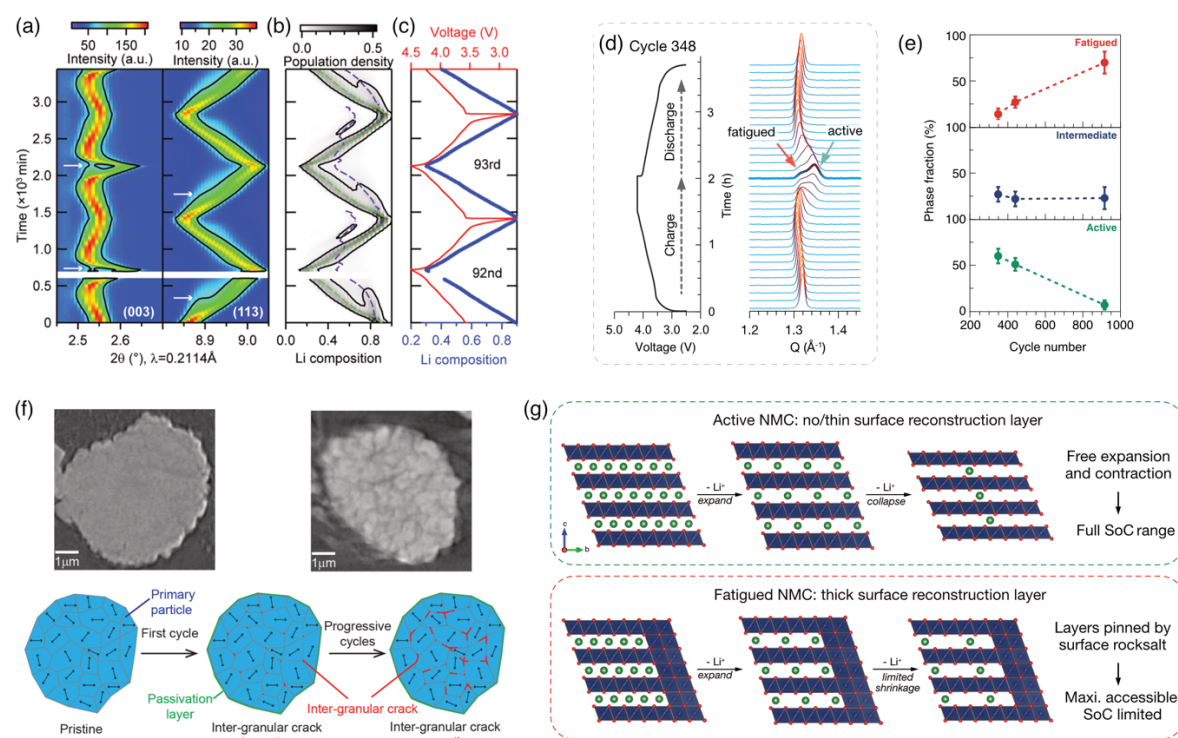 (a)
50 150
Intensity (a.u.)
10 20 30
Intensity (a.u.)
Time (×10³ min)
3.0
2.5
2.0
1.5
1.0
0.5
0
(003)
(113)
2.5 2.6 8.9 9.0
2θ (°), λ=0.2114Å
(b)
0.0 0.5
Population density
0.0 0.4 0.8
Li composition
(c)
Voltage (V)
4.5 4.0 3.5 3.0
93rd
92nd
0.2 0.4 0.6 0.8
Li composition
(d) Cycle 348
Discharge
Charge
5.0 4.0 3.0 2.0
Voltage (V)
Time (h)
3
2
1
0
fatigued
active
1.2 1.3 1.4
Q (Å⁻¹)
(e)
Phase fraction (%)
100
50
100
50
100
50
0
Fatigued
Intermediate
Active
200 400 600 800 1000
Cycle number
(f)
1μm
1μm
Primary
particle
First cycle
Progressive
cycles
Passivation
layer
Inter-granular crack
Pristine
Inter-granular crack
Inter-granular crack
(g)
Active NMC: no/thin surface reconstruction layer
- Li⁺
expand
- Li⁺
collapse
c
b
Free expansion
and contraction
Full SoC range
Fatigued NMC: thick surface reconstruction layer
- Li⁺
expand
- Li⁺
limited
shrinkage
Layers pinned by
surface rocksalt
Maxi. accessible
SoC limited